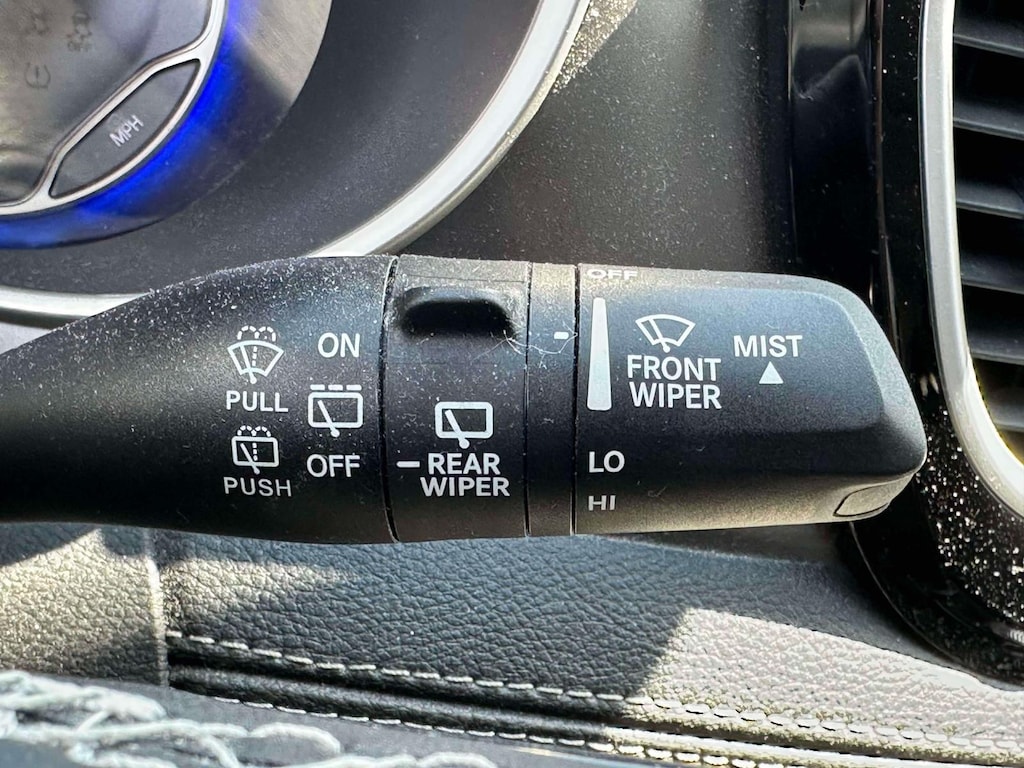 MPH
PULL
PUSH
ON
OFF
REAR
WIPER
OFF
FRONT
WIPER
LO
HI
MIST